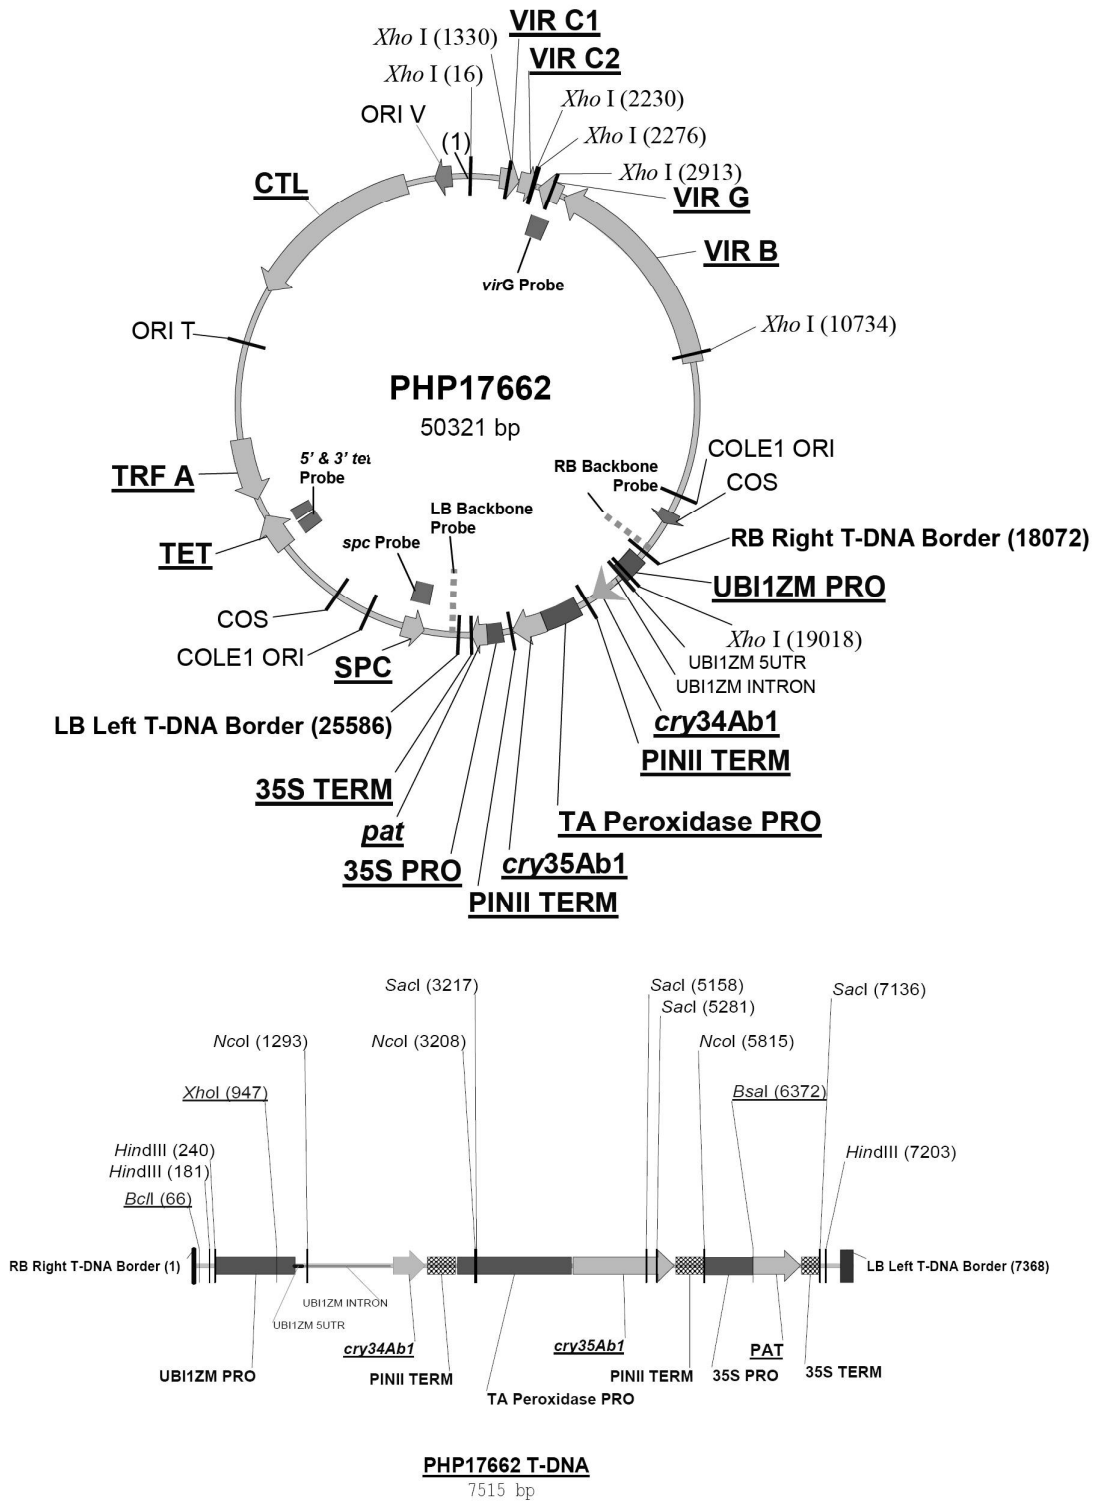 VIR C1
Xho I (1330)
VIR C2
Xho I (16)
Xho I (2230)
ORI V
Xho I (2276)
(1)
Xho I (2913)
CTL
VIR G
VIR B
virG Probe
Xho I (10734)
ORI T
PHP17662
50321 bp
COLE1 ORI
5' & 3' tet
Probe
RB Backbone
Probe
TRF A
COS
LB Backbone
Probe
RB Right T-DNA Border (18072)
spc Probe
TET
UBI1ZM PRO
COS
Xho I (19018)
COLE1 ORI
UBI1ZM 5UTR
SPC
UBI1ZM INTRON
LB Left T-DNA Border (25586)
cry34Ab1
PINII TERM
35S TERM
TA Peroxidase PRO
pat
35S PRO
cry35Ab1
PINII TERM
SacI (3217)
SacI (5158)
SacI (7136)
SacI (5281)
NcoI (1293)
NcoI (3208)
NcoI (5815)
XhoI (947)
BsaI (6372)
HindIII (240)
HindIII (7203)
HindIII (181)
BclI (66)
RB Right T-DNA Border (1)
LB Left T-DNA Border (7368)
UBI1ZM INTRON
UBI1ZM 5UTR
cry34Ab1
cry35Ab1
PAT
UBI1ZM PRO
PINII TERM
PINII TERM
35S PRO
35S TERM
TA Peroxidase PRO
PHP17662 T-DNA
7515 bp